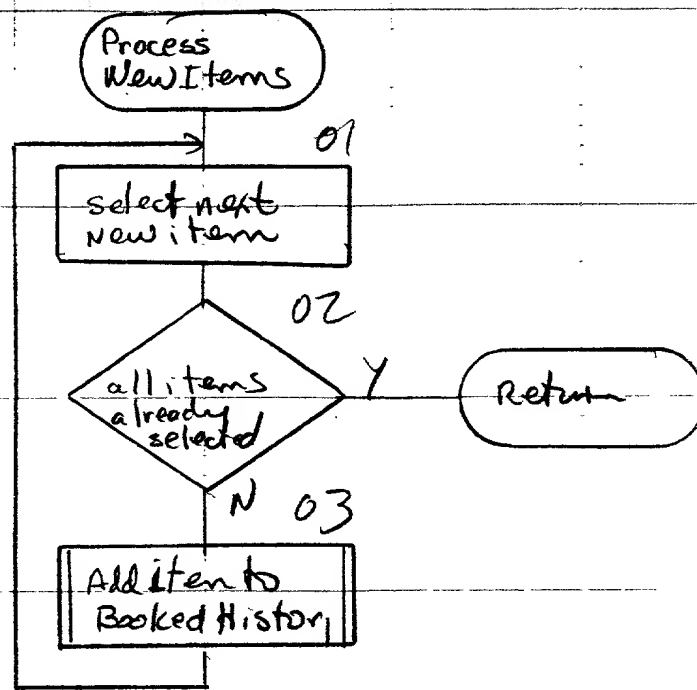 Process
New Items
01
select next
New item
02
all items
already
selected
Y
Return
N
03
Add item to
Booked Histor